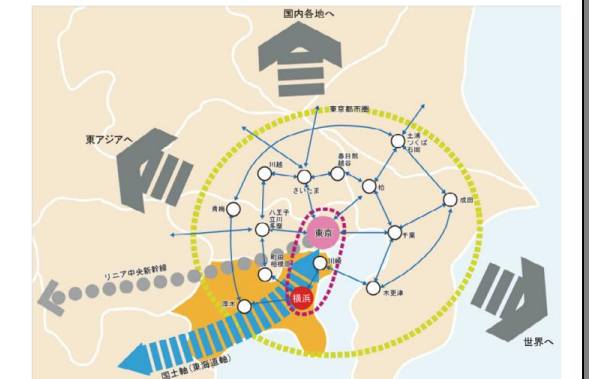 国内各地へ
東京都市圏
東アジアへ
土浦
つくば
石岡
春日部
越谷
川越
さいたま
柏
成田
青梅
八王子
立川
多摩
東京
千葉
町田
相模原
川崎
リニア中央新幹線
横浜
木更津
厚木
世界へ
国土軸(東海道軸)